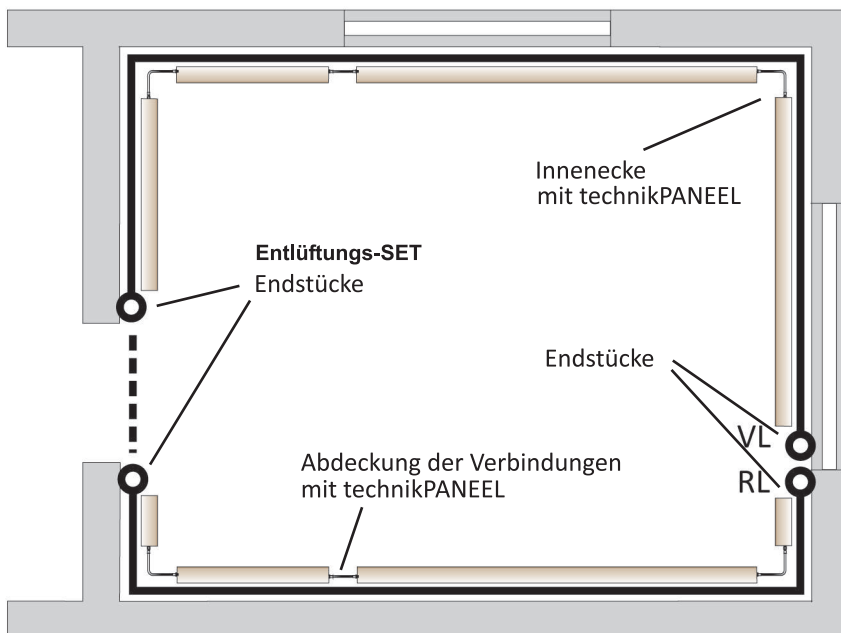 Innenecke
mit technikPANEEL
Entlüftungs-SET
Endstücke
Endstücke
VL
RL
Abdeckung der Verbindungen
mit technikPANEEL